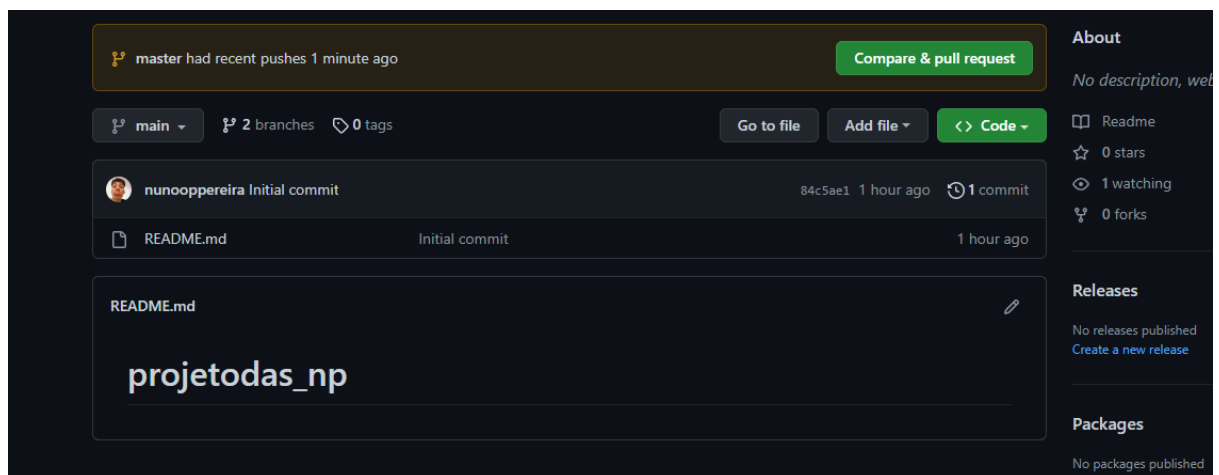 master had recent pushes 1 minute ago
Compare & pull request
main
2 branches
0 tags
Go to file
Add file
Code
nunooppereira Initial commit
84c5ae1 1 hour ago
1 commit
README.md
Initial commit
1 hour ago
README.md
projetodas_np
About
No description, web
Readme
0 stars
1 watching
0 forks
Releases
No releases published
Create a new release
Packages
No packages published